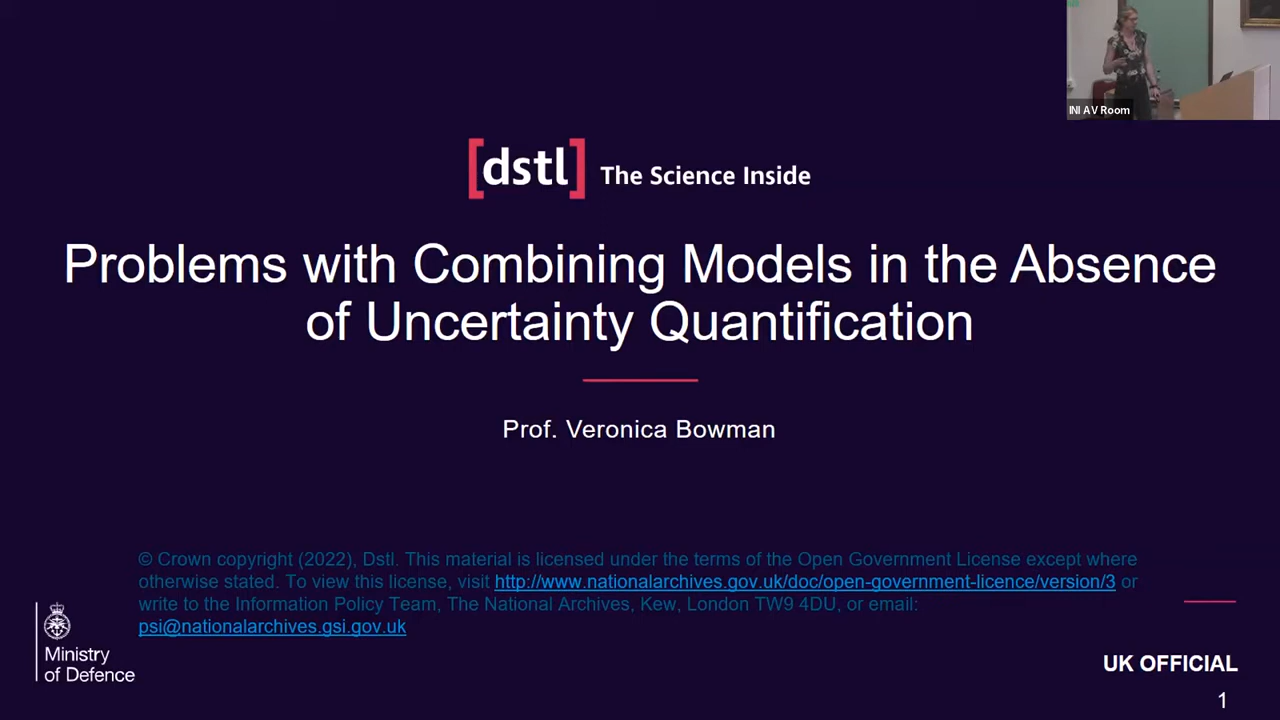 INI AV Room
[dstl] The Science Inside
Problems with Combining Models in the Absence
of Uncertainty Quantification
Prof. Veronica Bowman
© Crown copyright (2022), Dstl. This material is licensed under the terms of the Open Government License except where
otherwise stated. To view this license, visit http://www.nationalarchives.gov.uk/doc/open-government-licence/version/3 or
write to the Information Policy Team, The National Archives, Kew, London TW9 4DU, or email:
psi@nationalarchives.gsi.gov.uk
Ministry
of Defence
UK OFFICIAL
1